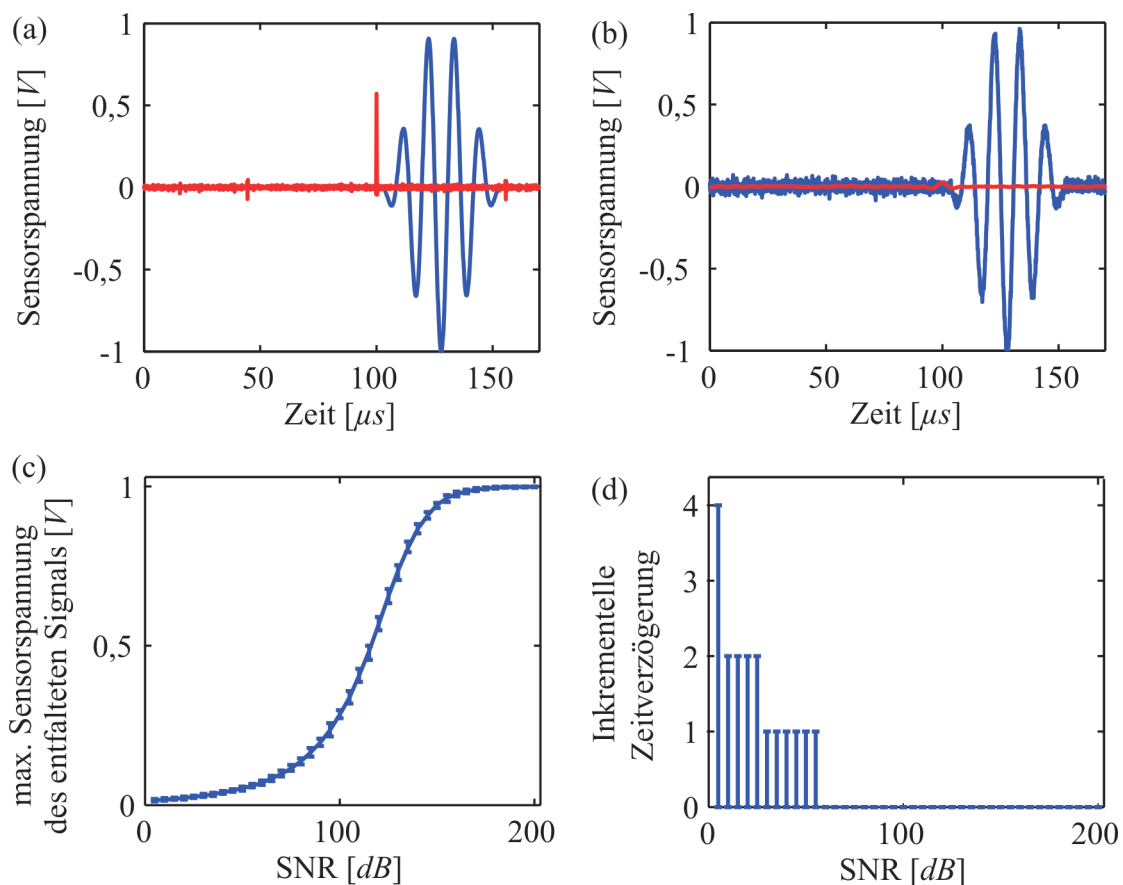 (a)
Sensorspannung [V]
1
0,5
0
-0,5
-1
0
50
100
150
Zeit [µs]
(b)
Sensorspannung [V]
1
0,5
0
-0,5
-1
0
50
100
150
Zeit [µs]
(c)
max. Sensorspannung
des entfalteten Signals [V]
1
0,5
0
0
100
200
SNR [dB]
(d)
Inkrementelle
Zeitverzögerung
4
3
2
1
0
0
100
200
SNR [dB]